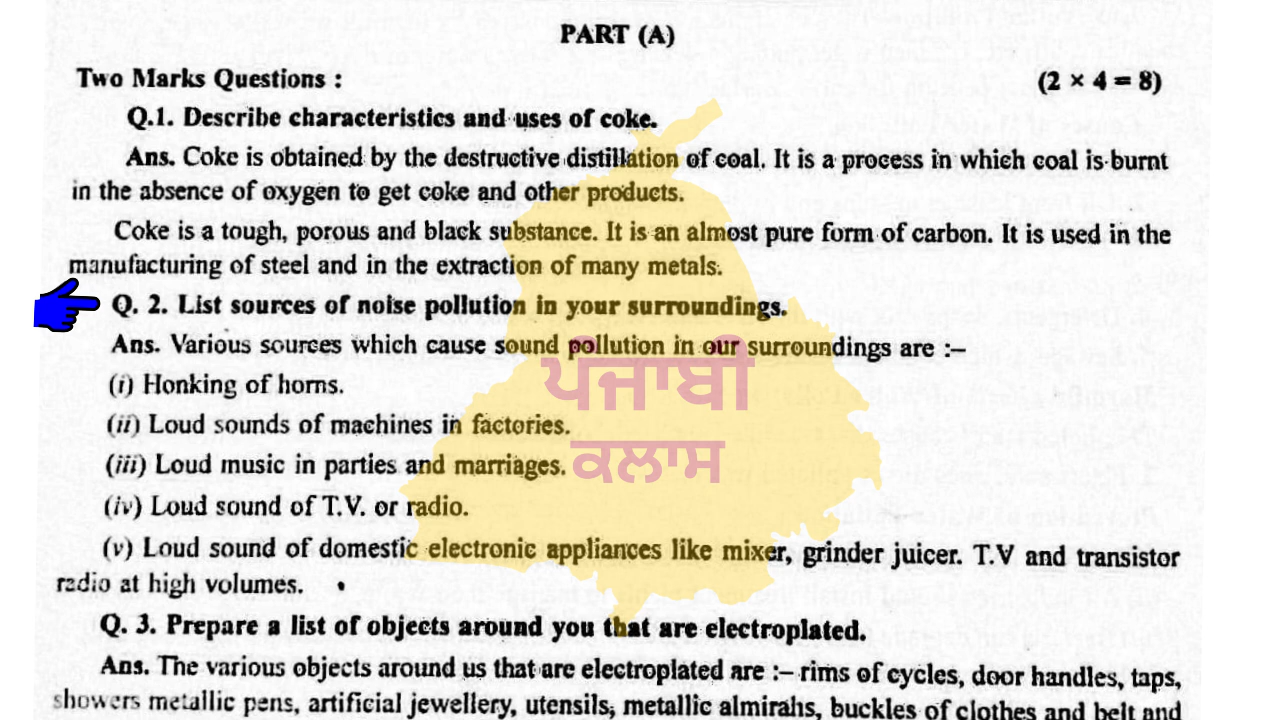 PART (A)
Two Marks Questions : (2 × 4 = 8)
Q.1. Describe characteristics and uses of coke.
Ans. Coke is obtained by the destructive distillation of coal. It is a process in which coal is burnt
in the absence of oxygen to get coke and other products.
Coke is a tough, porous and black substance. It is an almost pure form of carbon. It is used in the
manufacturing of steel and in the extraction of many metals.
Q. 2. List sources of noise pollution in your surroundings.
Ans. Various sources which cause sound pollution in our surroundings are :–
(i) Honking of horns.
(ii) Loud sounds of machines in factories.
(iii) Loud music in parties and marriages.
(iv) Loud sound of T.V. or radio.
(v) Loud sound of domestic electronic appliances like mixer, grinder juicer. T.V and transistor
radio at high volumes.
Q. 3. Prepare a list of objects around you that are electroplated.
Ans. The various objects around us that are electroplated are :– rims of cycles, door handles, taps,
showers metallic pens, artificial jewellery, utensils, metallic almirahs, buckles of clothes and belt and
ਪੰਜਾਬੀ
ਕਲਾਸ